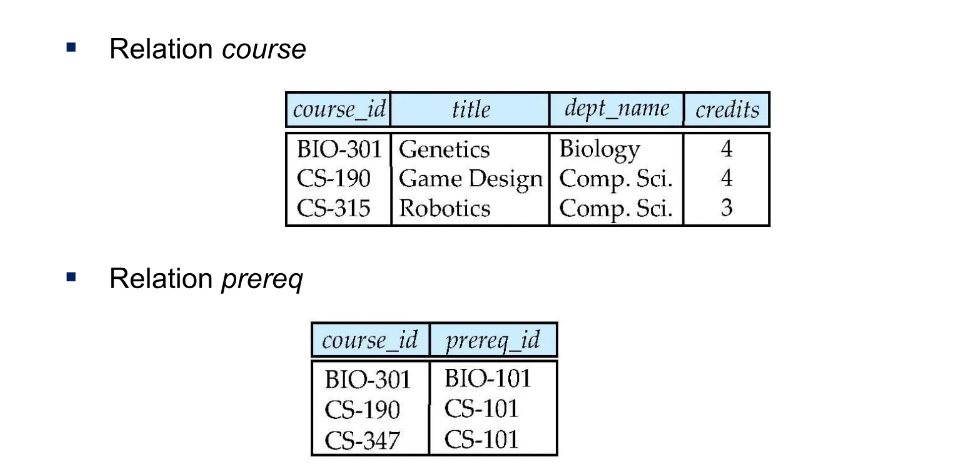 ▪ Relation course
course_id title dept_name credits
BIO-301 Genetics Biology 4
CS-190 Game Design Comp. Sci. 4
CS-315 Robotics Comp. Sci. 3
▪ Relation prereq
course_id prereq_id
BIO-301 BIO-101
CS-190 CS-101
CS-347 CS-101